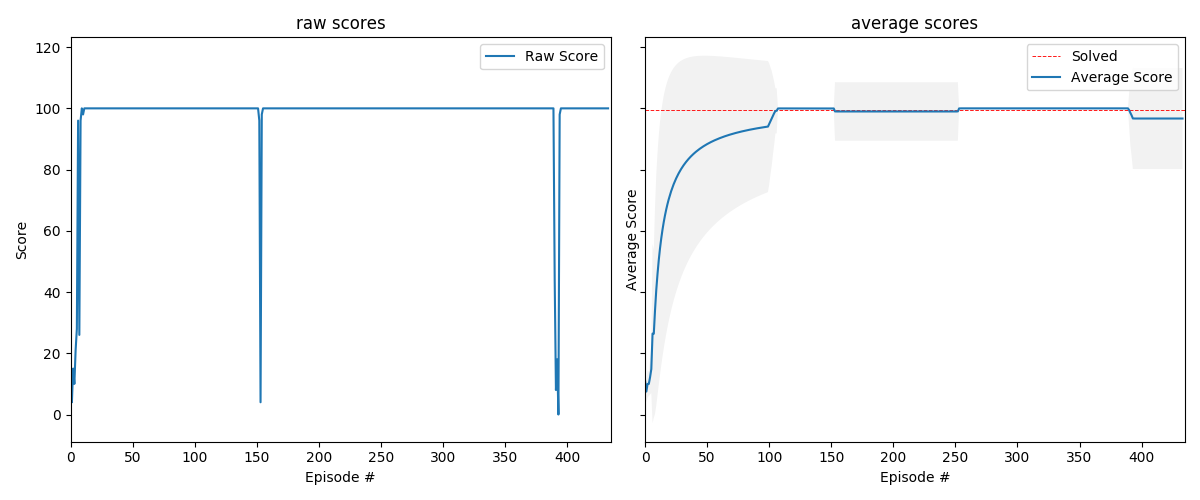 raw scores
120
100
80
60
40
20
0
Score
Raw Score
0 50 100 150 200 250 300 350 400
Episode #
average scores
Average Score
Solved
Average Score
0 50 100 150 200 250 300 350 400
Episode #